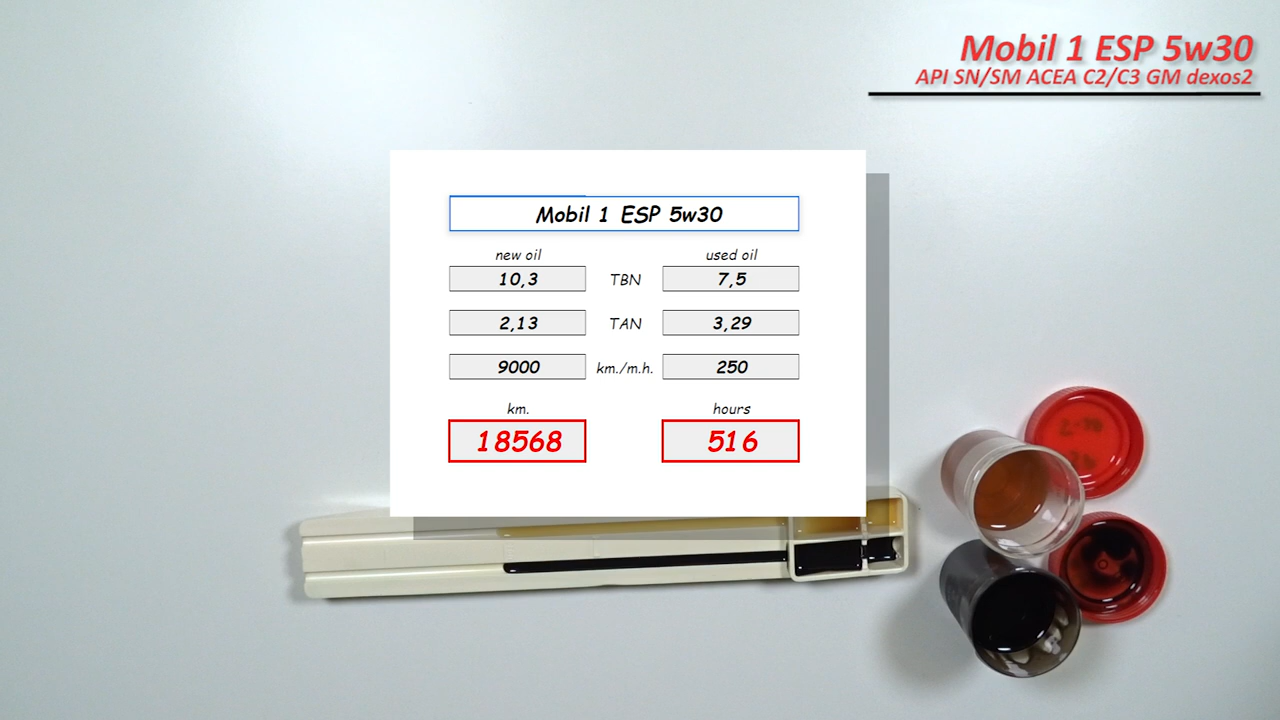 Mobil 1 ESP 5w30
API SN/SM ACEA C2/C3 GM dexos2
Mobil 1 ESP 5w30
new oil used oil
10,3 TBN 7,5
2,13 TAN 3,29
9000 km./m.h. 250
km. hours
18568 516